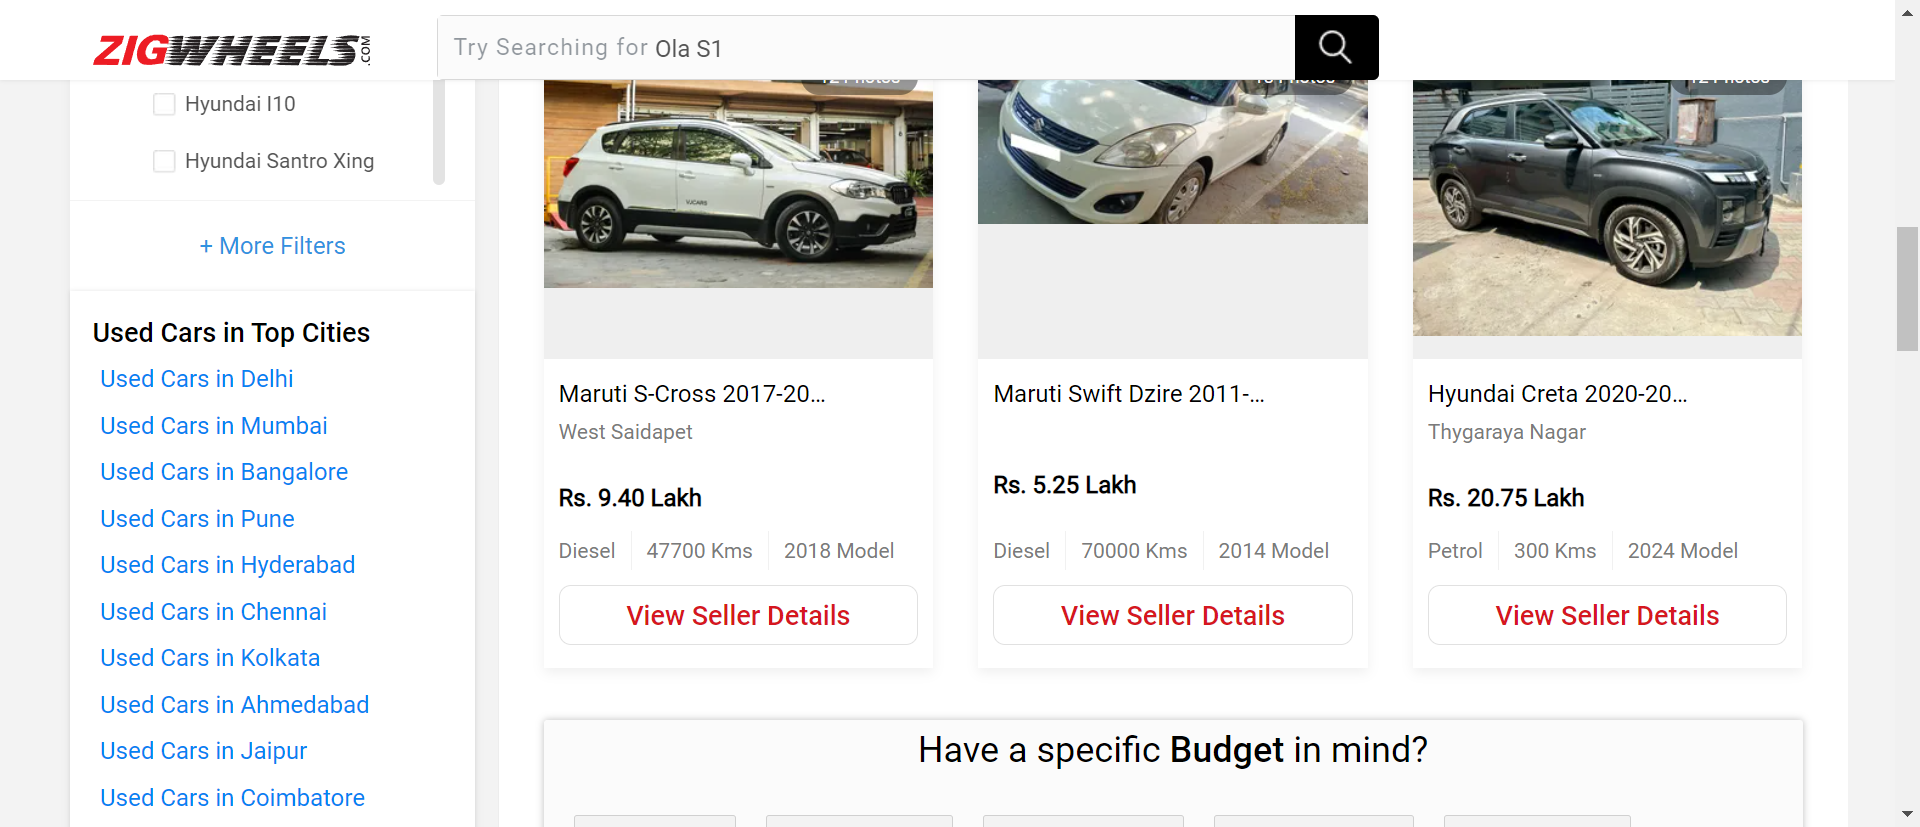 ZIGWHEELS.COM
Try Searching for Ola S1
Hyundai I10
Hyundai Santro Xing
+ More Filters
Used Cars in Top Cities
Used Cars in Delhi
Used Cars in Mumbai
Used Cars in Bangalore
Used Cars in Pune
Used Cars in Hyderabad
Used Cars in Chennai
Used Cars in Kolkata
Used Cars in Ahmedabad
Used Cars in Jaipur
Used Cars in Coimbatore
VJCARS
Maruti S-Cross 2017-20...
West Saidapet
Rs. 9.40 Lakh
Diesel 47700 Kms 2018 Model
View Seller Details
Maruti Swift Dzire 2011-...
Rs. 5.25 Lakh
Diesel 70000 Kms 2014 Model
View Seller Details
Hyundai Creta 2020-20...
Thygaraya Nagar
Rs. 20.75 Lakh
Petrol 300 Kms 2024 Model
View Seller Details
Have a specific Budget in mind?